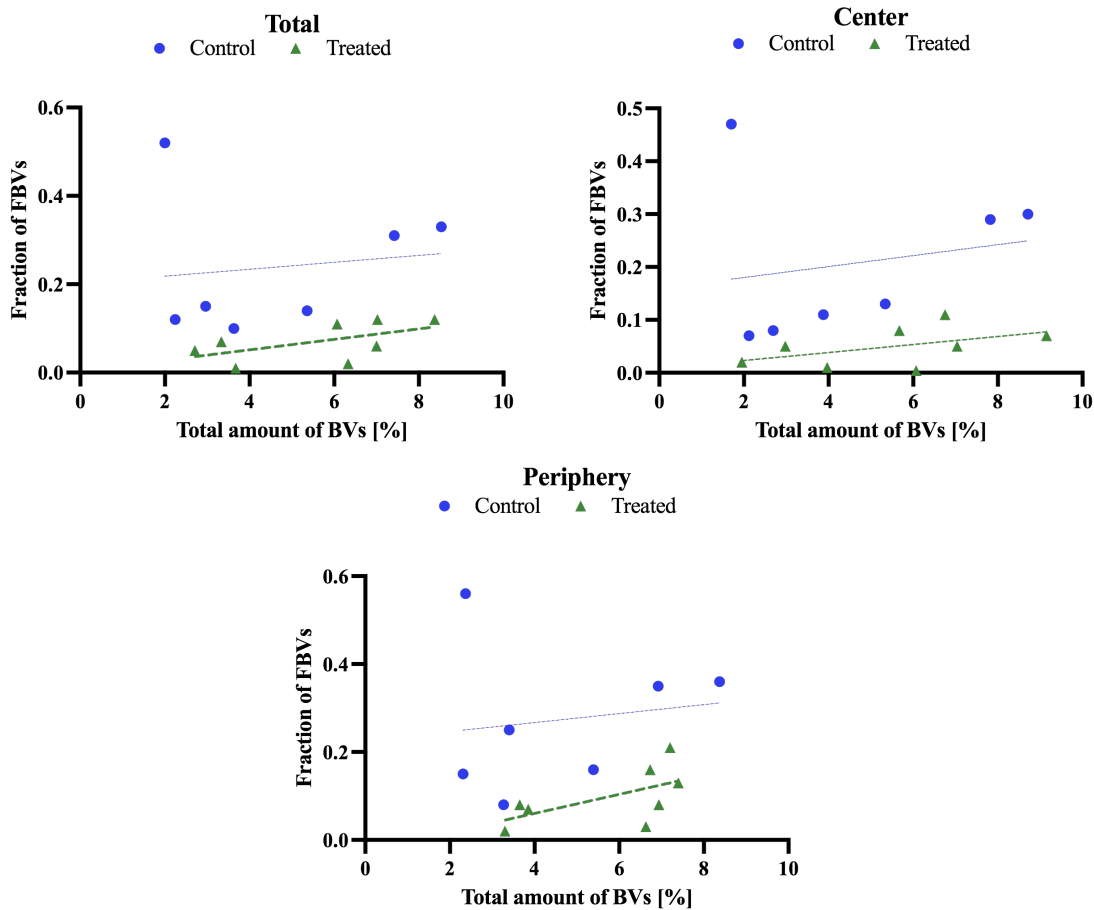 Total
Control Treated
0.6
0.4
0.2
0.0
Fraction of FBVs
0 2 4 6 8 10
Total amount of BVs [%]
Center
Control Treated
0.5
0.4
0.3
0.2
0.1
0.0
Fraction of FBVs
0 2 4 6 8 10
Total amount of BVs [%]
Periphery
Control Treated
0.6
0.4
0.2
0.0
Fraction of FBVs
0 2 4 6 8 10
Total amount of BVs [%]